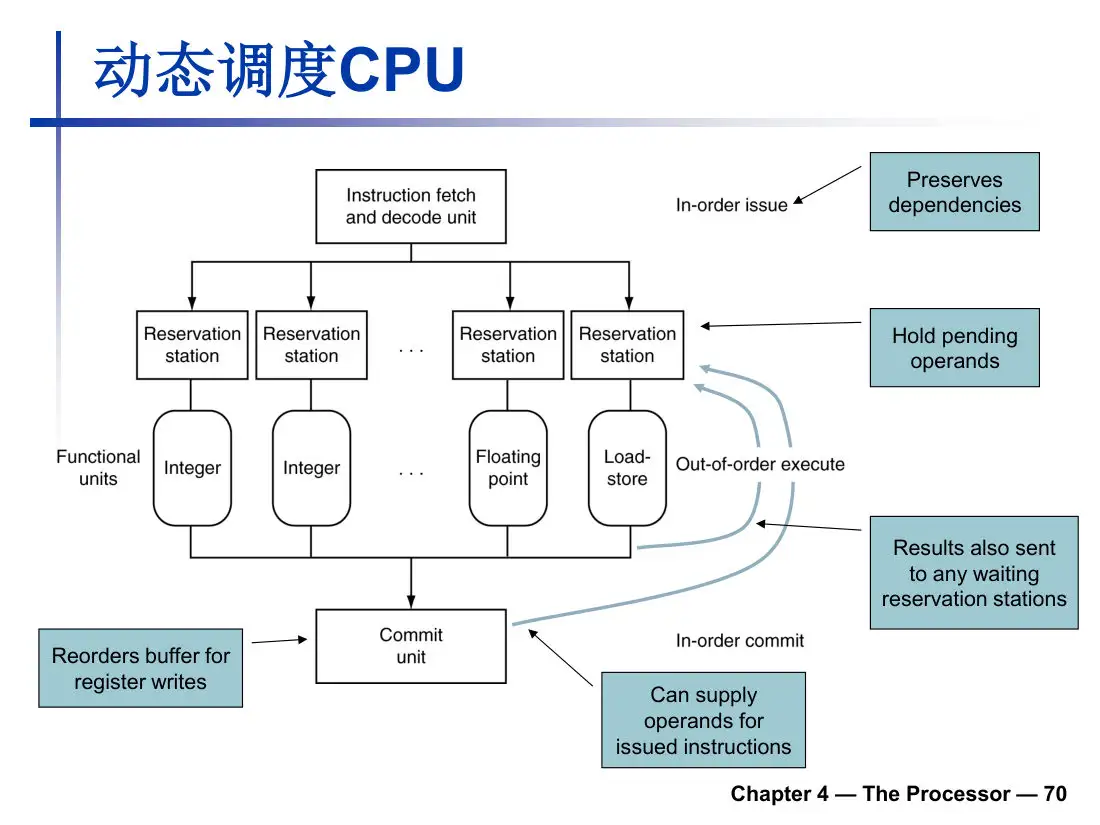 动态调度CPU
Instruction fetch
and decode unit
In-order issue
Preserves
dependencies
Reservation
station
Reservation
station
. . .
Reservation
station
Reservation
station
Hold pending
operands
Functional
units
Integer
Integer
. . .
Floating
point
Load-
store
Out-of-order execute
Results also sent
to any waiting
reservation stations
Commit
unit
In-order commit
Reorders buffer for
register writes
Can supply
operands for
issued instructions
Chapter 4 — The Processor — 70